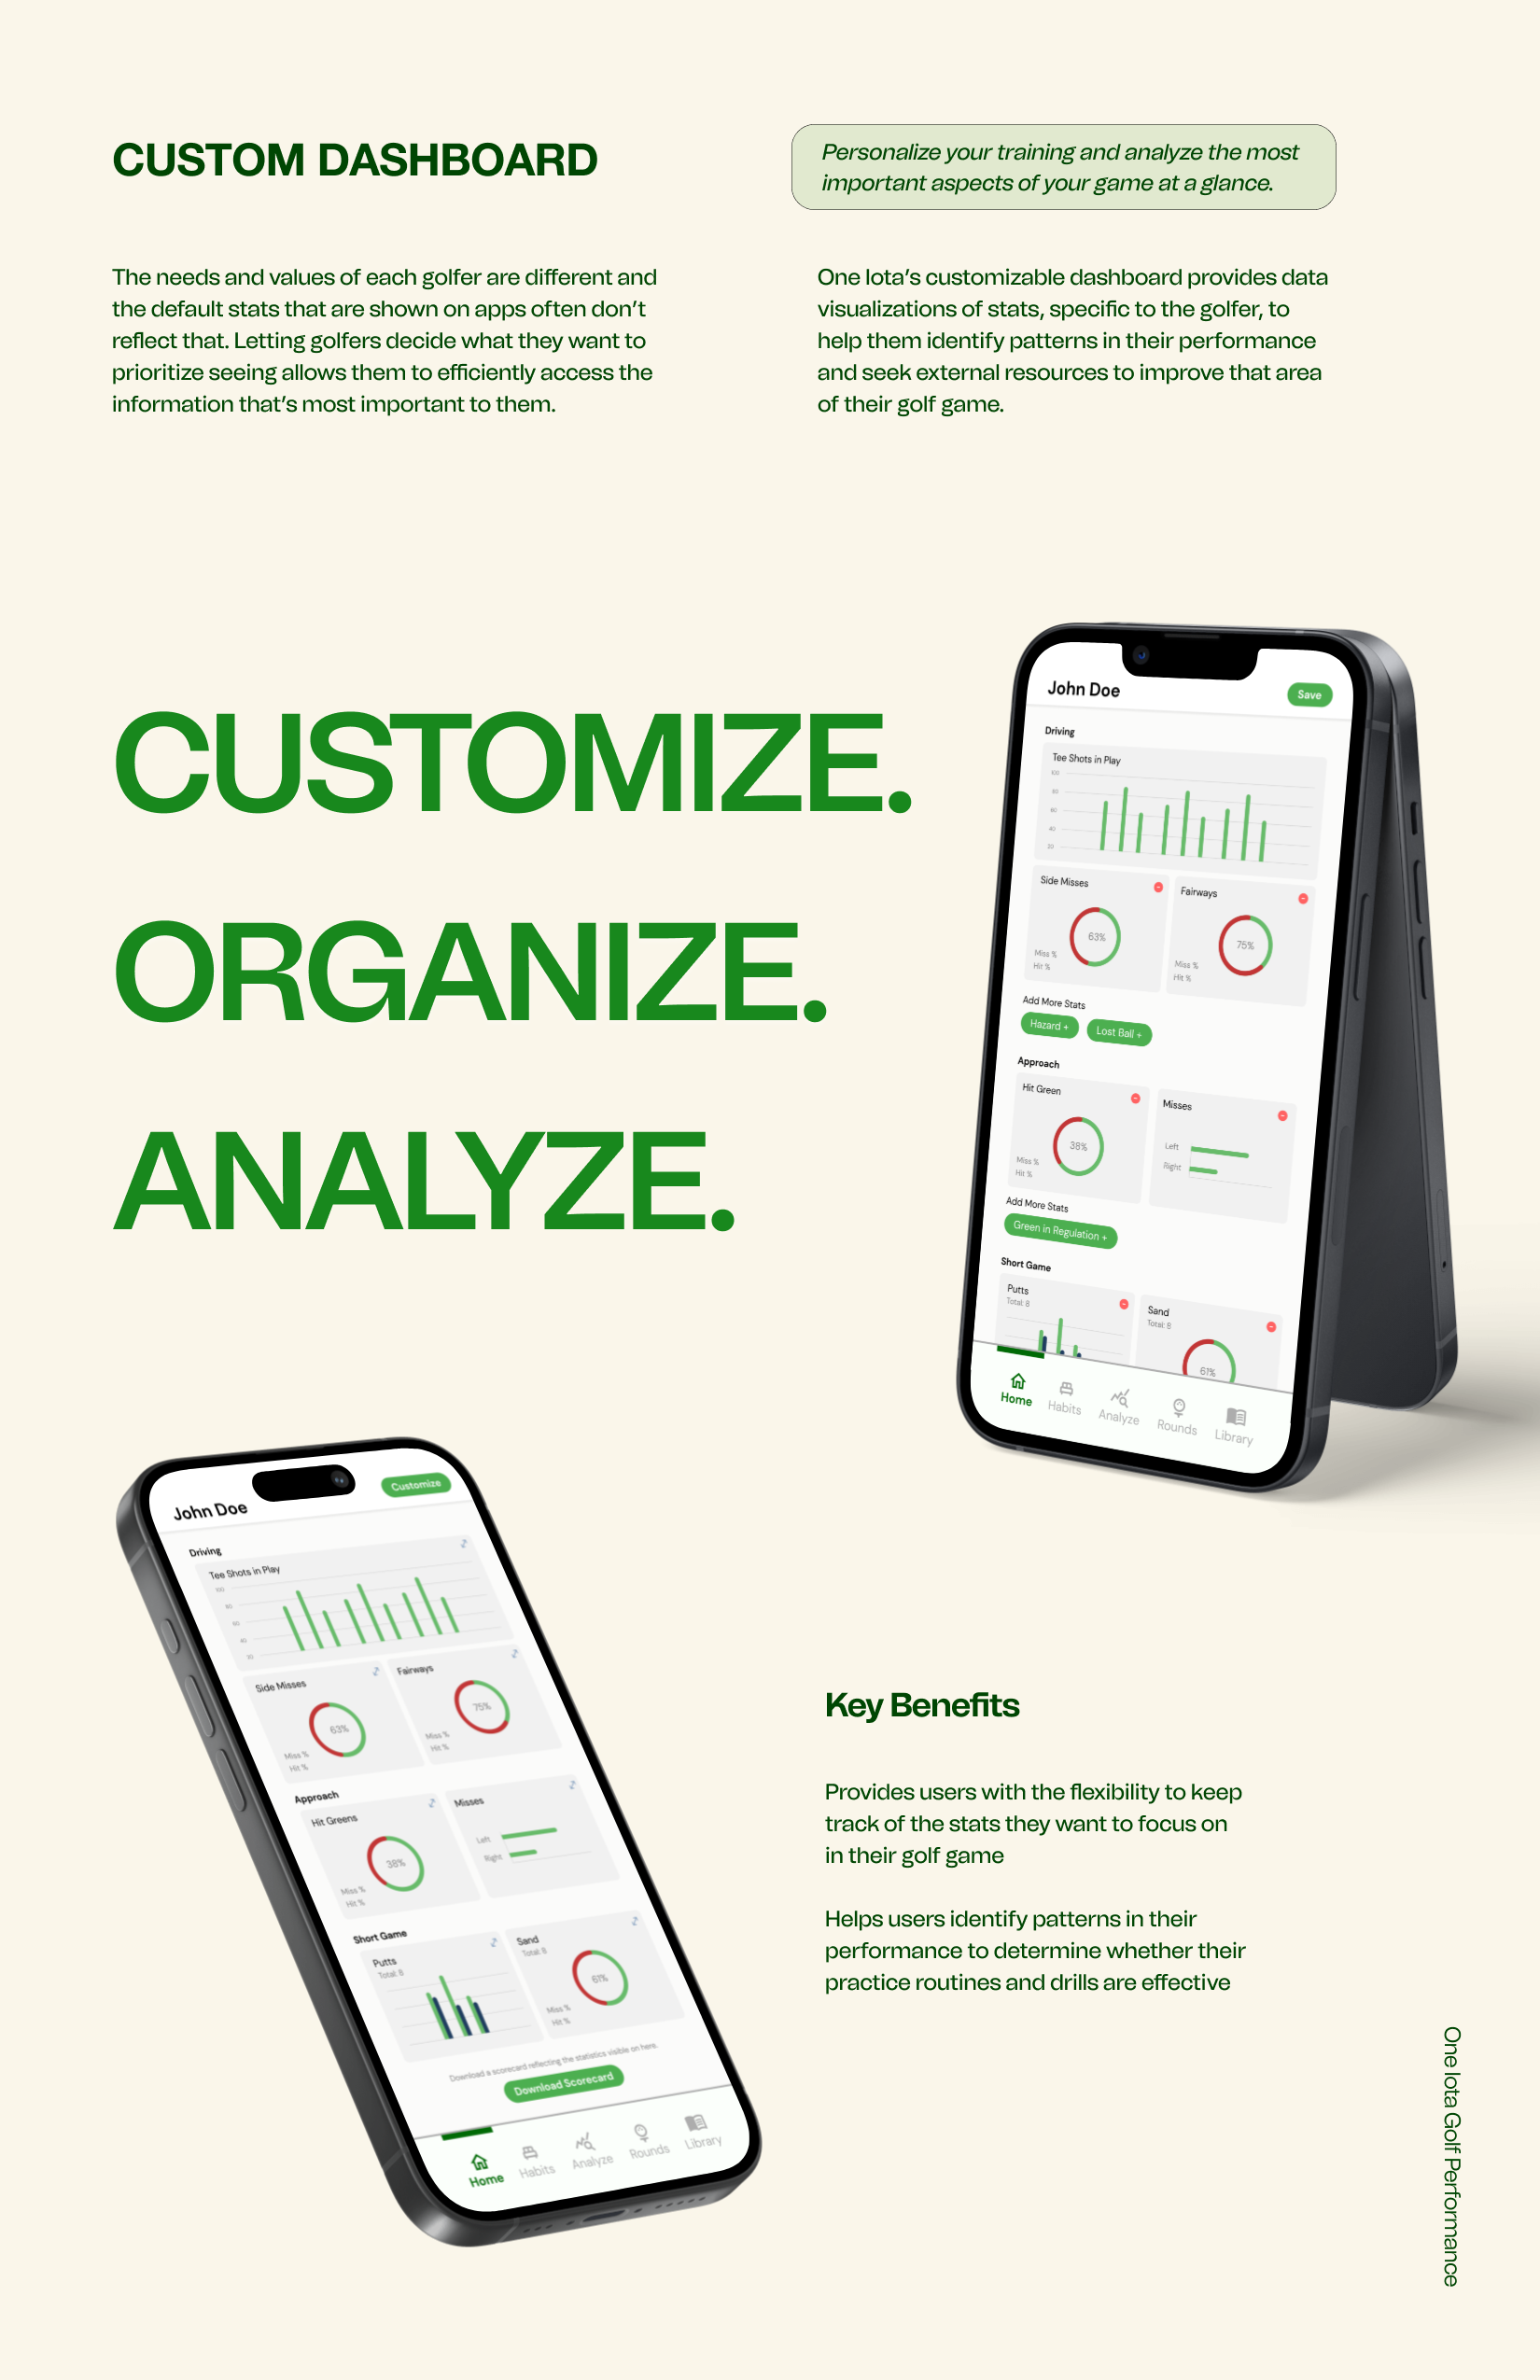 CUSTOM DASHBOARD
Personalize your training and analyze the most
important aspects of your game at a glance.
The needs and values of each golfer are different and
the default stats that are shown on apps often don’t
reflect that. Letting golfers decide what they want to
prioritize seeing allows them to efficiently access the
information that’s most important to them.
One Iota’s customizable dashboard provides data
visualizations of stats, specific to the golfer, to
help them identify patterns in their performance
and seek external resources to improve that area
of their golf game.
CUSTOMIZE.
ORGANIZE.
ANALYZE.
John Doe
Save
Driving
Tee Shots in Play
100
80
60
40
20
Side Misses
63%
Miss %
Hit %
Fairways
75%
Miss %
Hit %
Add More Stats
Hazard +
Lost Ball +
Approach
Hit Green
38%
Miss %
Hit %
Misses
Left
Right
Add More Stats
Green in Regulation +
Short Game
Putts
Total: 8
Sand
Total: 8
61%
Home
Habits
Analyze
Rounds
Library
John Doe
Customize
Driving
Tee Shots in Play
100
80
60
40
20
Side Misses
63%
Miss %
Hit %
Fairways
75%
Miss %
Hit %
Approach
Hit Greens
38%
Miss %
Hit %
Misses
Left
Right
Short Game
Putts
Total: 8
Sand
Total: 8
61%
Miss %
Hit %
Download a scorecard reflecting the statistics visible on here.
Download Scorecard
Home
Habits
Analyze
Rounds
Library
Key Benefits
Provides users with the flexibility to keep
track of the stats they want to focus on
in their golf game
Helps users identify patterns in their
performance to determine whether their
practice routines and drills are effective
One Iota Golf Performance